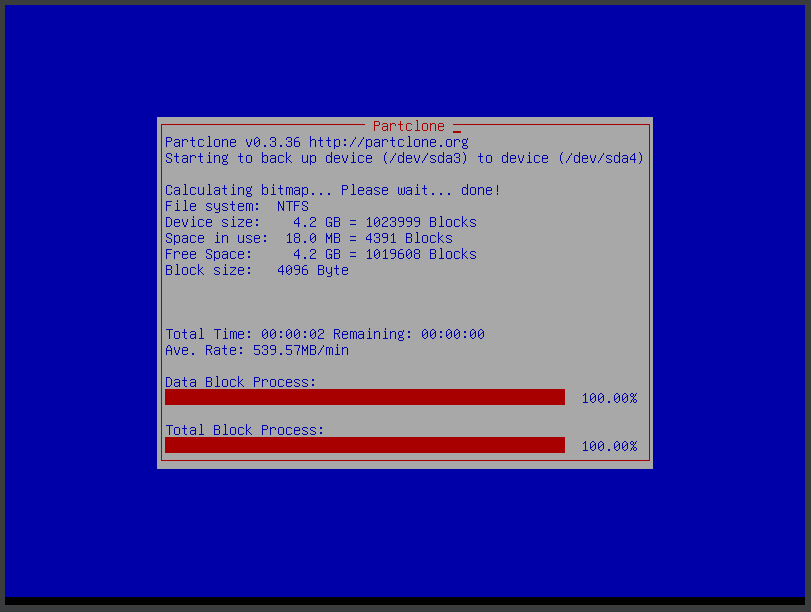 Partclone
Partclone v0.3.36 http://partclone.org
Starting to back up device (/dev/sda3) to device (/dev/sda4)
Calculating bitmap... Please wait... done!
File system:  NTFS
Device size:    4.2 GB = 1023999 Blocks
Space in use:  18.0 MB = 4391 Blocks
Free Space:     4.2 GB = 1019608 Blocks
Block size:   4096 Byte
Total Time: 00:00:02 Remaining: 00:00:00
Ave. Rate: 539.57MB/min
Data Block Process:
100.00%
Total Block Process:
100.00%